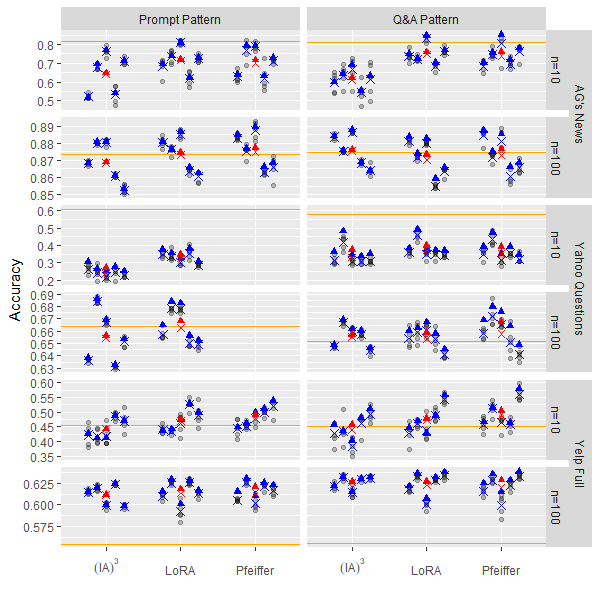 Prompt Pattern
Q&A Pattern
0.8
0.7
0.6
0.5
n=10
AG's News
0.89
0.88
0.87
0.86
0.85
n=100
0.6
0.5
0.4
0.3
0.2
n=10
Yahoo Questions
0.69
0.68
0.67
0.66
0.65
0.64
0.63
n=100
0.60
0.55
0.50
0.45
0.40
0.35
n=10
Yelp Full
0.625
0.600
0.575
n=100
Accuracy
(IA)³
LoRA
Pfeiffer
(IA)³
LoRA
Pfeiffer